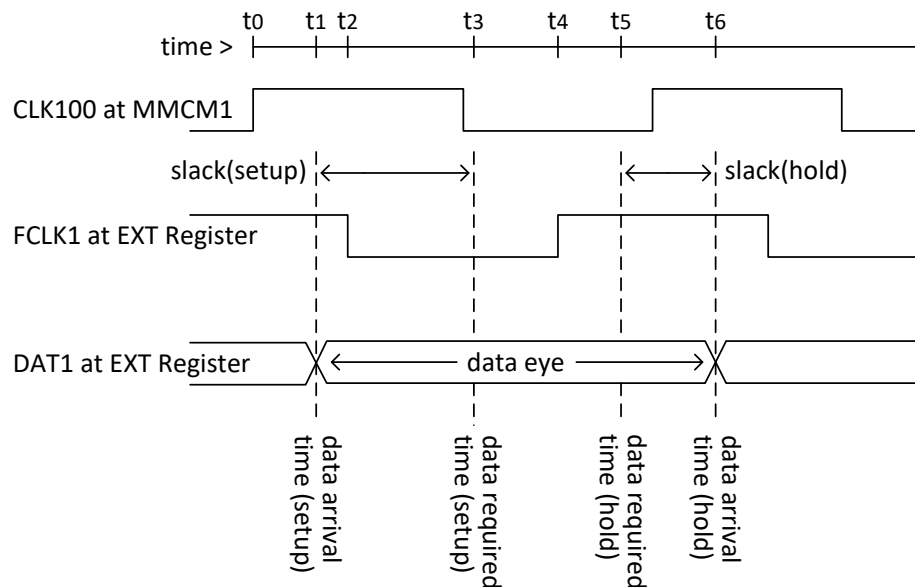 t0 t1 t2 t3 t4 t5 t6
time >
CLK100 at MMCM1
slack(setup)
slack(hold)
FCLK1 at EXT Register
DAT1 at EXT Register
data eye
data arrival
time (setup)
data required
time (setup)
data required
time (hold)
data arrival
time (hold)